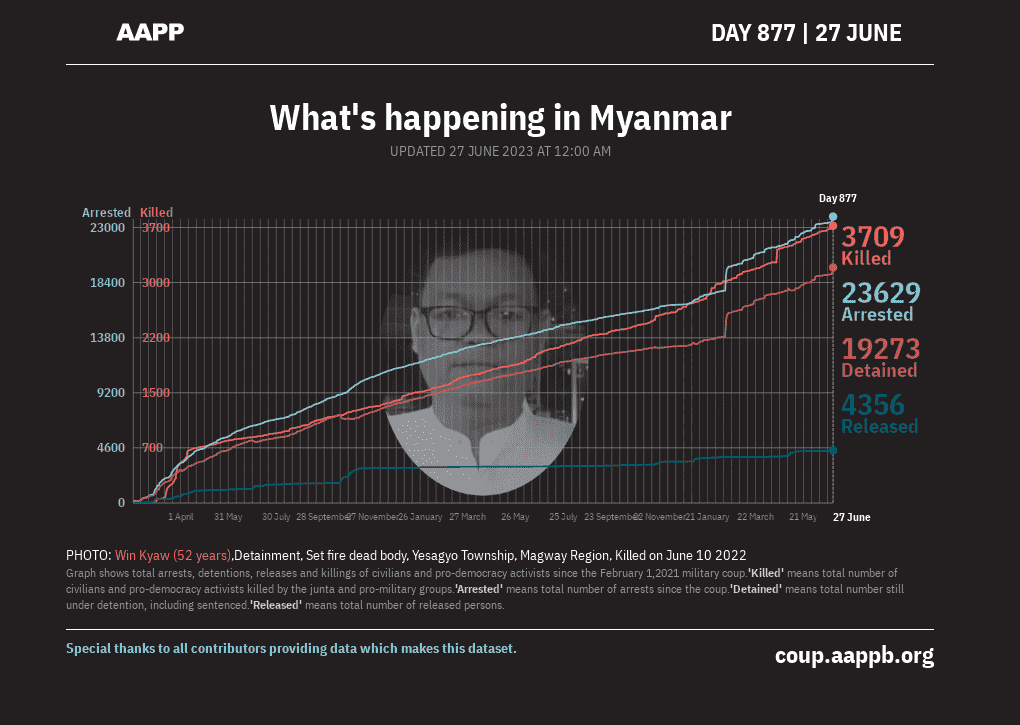 AAPP
DAY 877 | 27 JUNE
What's happening in Myanmar
UPDATED 27 JUNE 2023 AT 12:00 AM
Day 877
Arrested Killed
23000 3700
18400 3000
13800 2200
9200 1500
4600 700
0
3709
Killed
23629
Arrested
19273
Detained
4356
Released
1 April 31 May 30 July 28 September 27 November 26 January 27 March 26 May 25 July 23 September 22 November 21 January 22 March 21 May 27 June
PHOTO: Win Kyaw (52 years),Detainment, Set fire dead body, Yesagyo Township, Magway Region, Killed on June 10 2022
Graph shows total arrests, detentions, releases and killings of civilians and pro-democracy activists since the February 1,2021 military coup.'Killed' means total number of
civilians and pro-democracy activists killed by the junta and pro-military groups.'Arrested' means total number of arrests since the coup.'Detained' means total number still
under detention, including sentenced.'Released' means total number of released persons.
Special thanks to all contributors providing data which makes this dataset.
coup.aappb.org